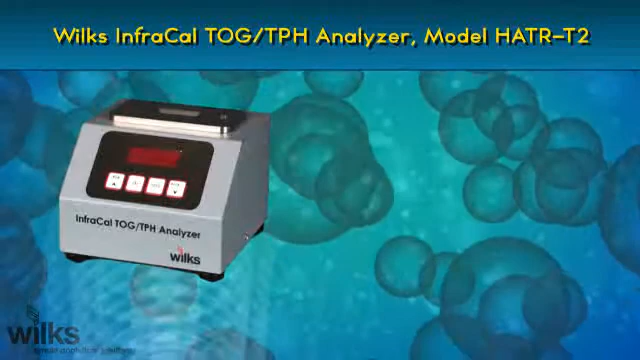 Wilks InfraCal TOG/TPH Analyzer, Model HATR-T2
InfraCal TOG/TPH Analyzer
wilks
wilks